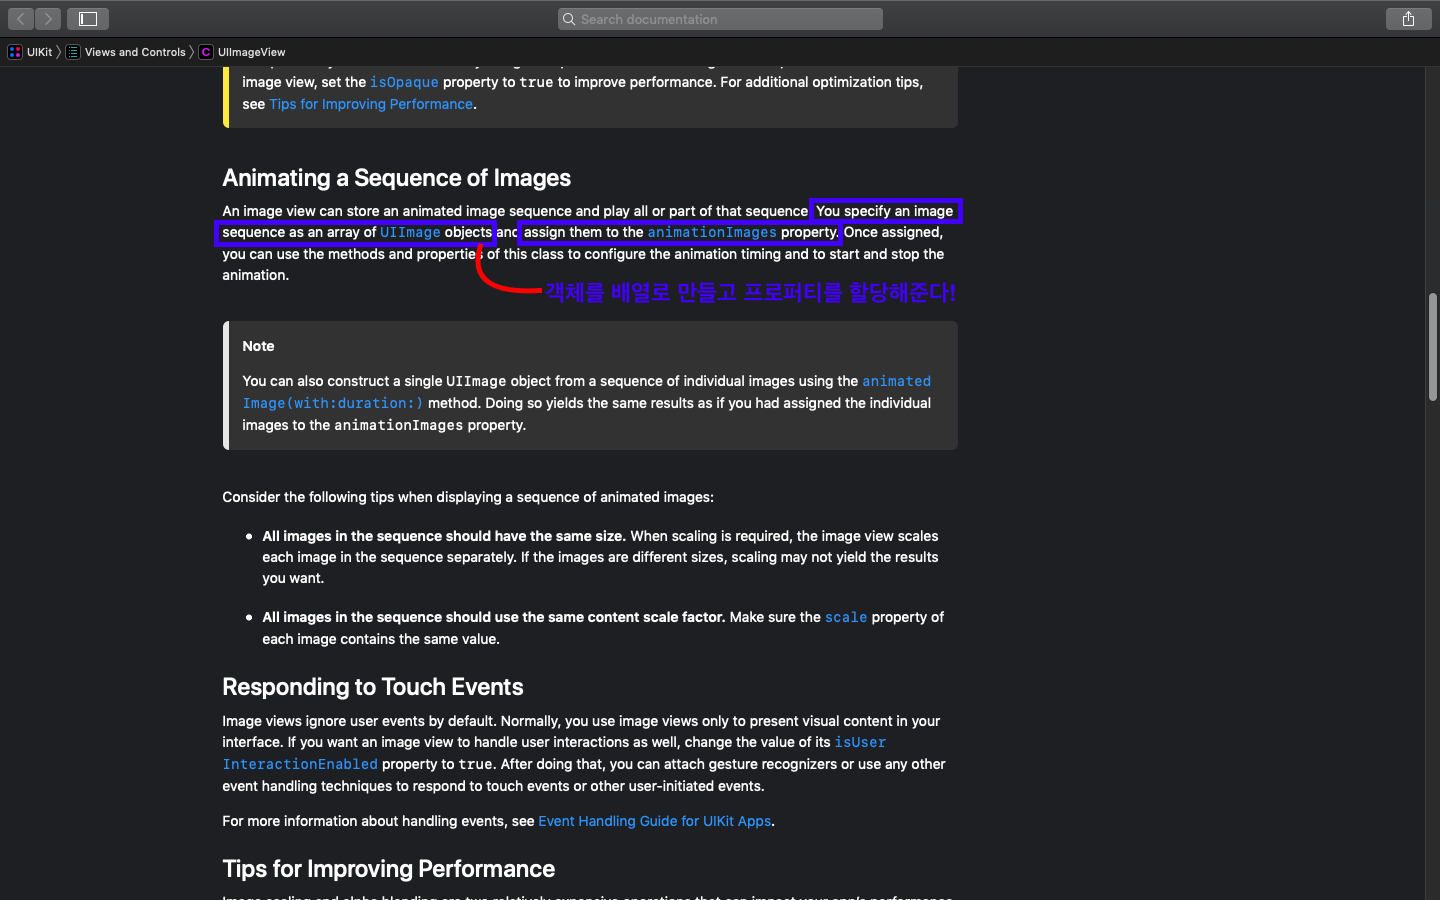 Search documentation
UIKit 〉 Views and Controls 〉 C UIImageView
image view, set the isOpaque property to true to improve performance. For additional optimization tips,
see Tips for Improving Performance.
Animating a Sequence of Images
An image view can store an animated image sequence and play all or part of that sequence You specify an image
sequence as an array of UIImage objects and assign them to the animationImages property. Once assigned,
you can use the methods and properties of this class to configure the animation timing and to start and stop the
animation.
객체를 배열로 만들고 프로퍼티를 할당해준다!
Note
You can also construct a single UIImage object from a sequence of individual images using the animated
Image(with:duration:) method. Doing so yields the same results as if you had assigned the individual
images to the animationImages property.
Consider the following tips when displaying a sequence of animated images:
• All images in the sequence should have the same size. When scaling is required, the image view scales
each image in the sequence separately. If the images are different sizes, scaling may not yield the results
you want.
• All images in the sequence should use the same content scale factor. Make sure the scale property of
each image contains the same value.
Responding to Touch Events
Image views ignore user events by default. Normally, you use image views only to present visual content in your
interface. If you want an image view to handle user interactions as well, change the value of its isUser
InteractionEnabled property to true. After doing that, you can attach gesture recognizers or use any other
event handling techniques to respond to touch events or other user-initiated events.
For more information about handling events, see Event Handling Guide for UIKit Apps.
Tips for Improving Performance